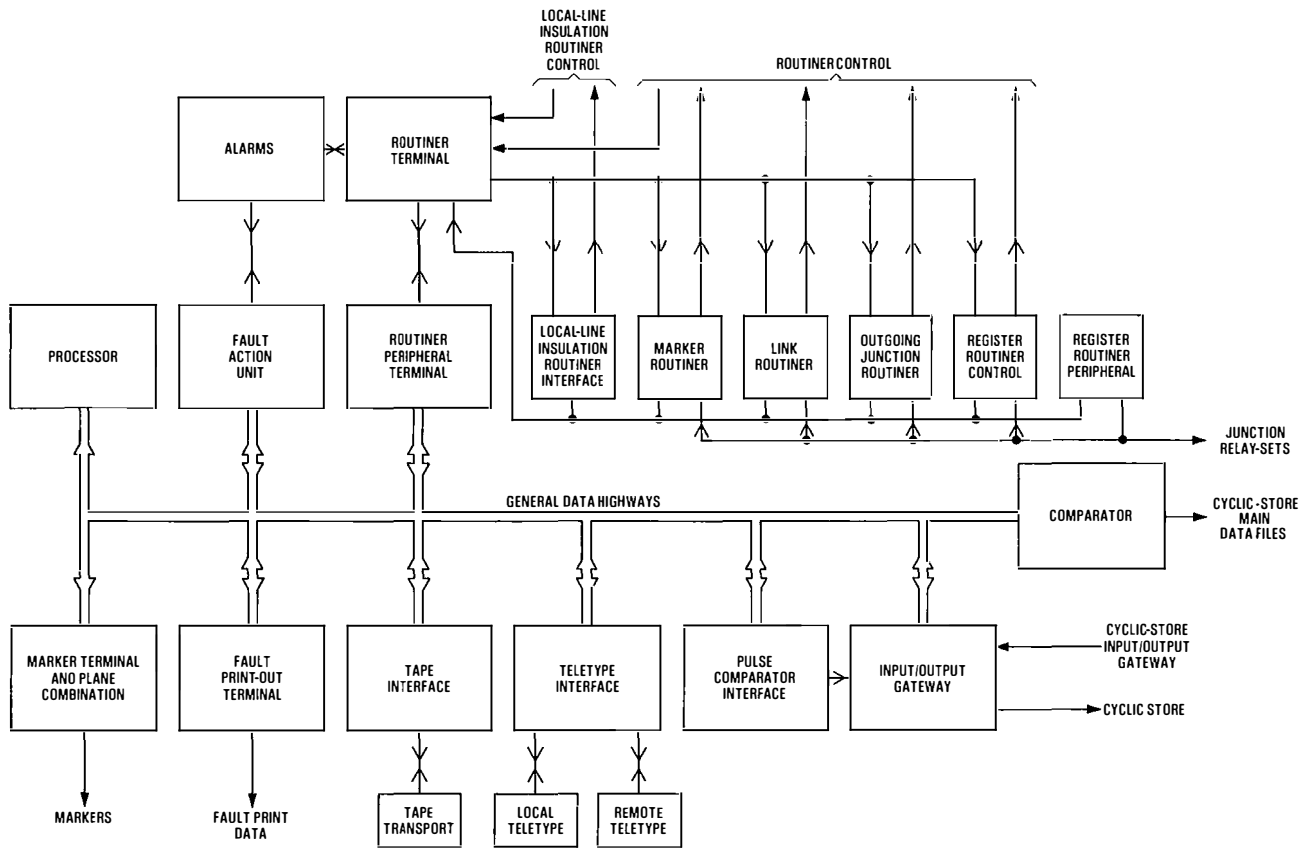 LOCAL-LINE
INSULATION
ROUTINER
CONTROL
ROUTINER CONTROL
ALARMS
ROUTINER
TERMINAL
PROCESSOR
FAULT
ACTION
UNIT
ROUTINER
PERIPHERAL
TERMINAL
LOCAL-LINE
INSULATION
ROUTINER
INTERFACE
MARKER
ROUTINER
LINK
ROUTINER
OUTGOING
JUNCTION
ROUTINER
REGISTER
ROUTINER
CONTROL
REGISTER
ROUTINER
PERIPHERAL
JUNCTION
RELAY-SETS
GENERAL DATA HIGHWAYS
COMPARATOR
CYCLIC-STORE
MAIN
DATA FILES
MARKER TERMINAL
AND PLANE
COMBINATION
FAULT
PRINT-OUT
TERMINAL
TAPE
INTERFACE
TELETYPE
INTERFACE
PULSE
COMPARATOR
INTERFACE
INPUT/OUTPUT
GATEWAY
CYCLIC-STORE
INPUT/OUTPUT
GATEWAY
CYCLIC STORE
MARKERS
FAULT PRINT
DATA
TAPE
TRANSPORT
LOCAL
TELETYPE
REMOTE
TELETYPE